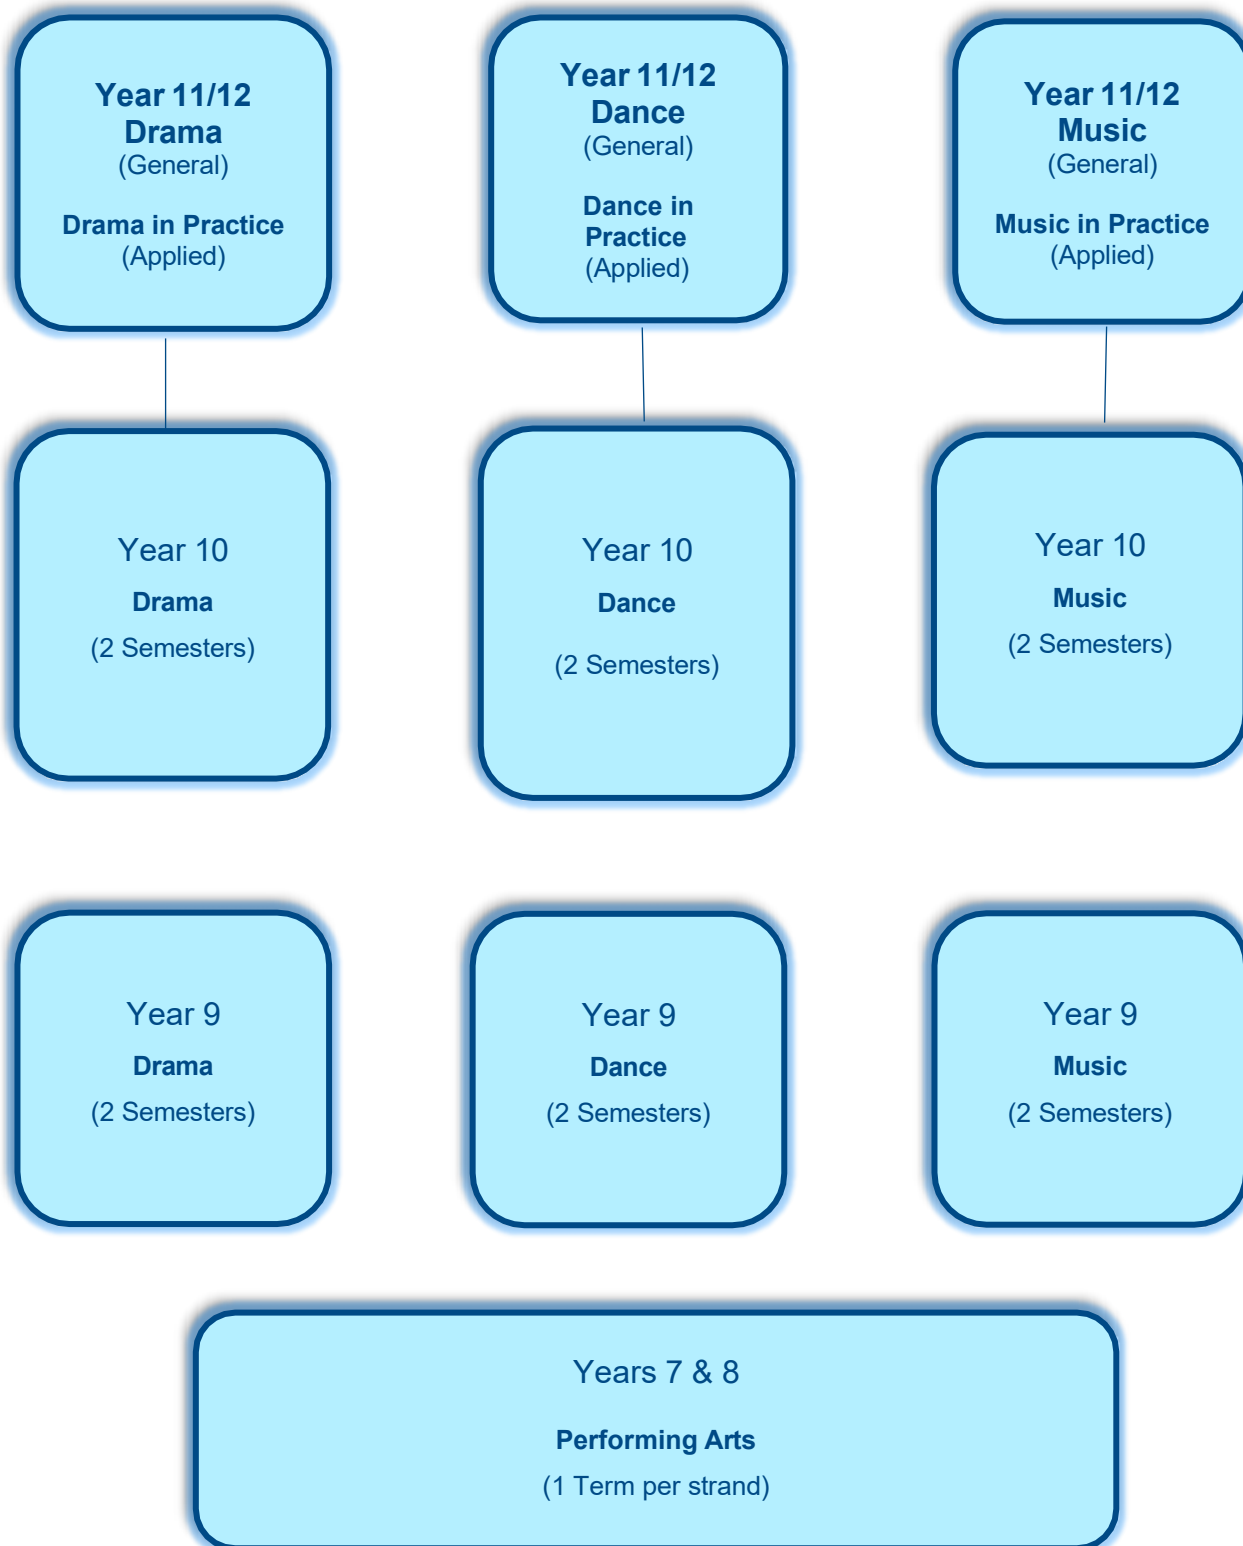 Year 11/12
Drama
(General)
Drama in Practice
(Applied)
Year 11/12
Dance
(General)
Dance in
Practice
(Applied)
Year 11/12
Music
(General)
Music in Practice
(Applied)
Year 10
Drama
(2 Semesters)
Year 10
Dance
(2 Semesters)
Year 10
Music
(2 Semesters)
Year 9
Drama
(2 Semesters)
Year 9
Dance
(2 Semesters)
Year 9
Music
(2 Semesters)
Years 7 & 8
Performing Arts
(1 Term per strand)